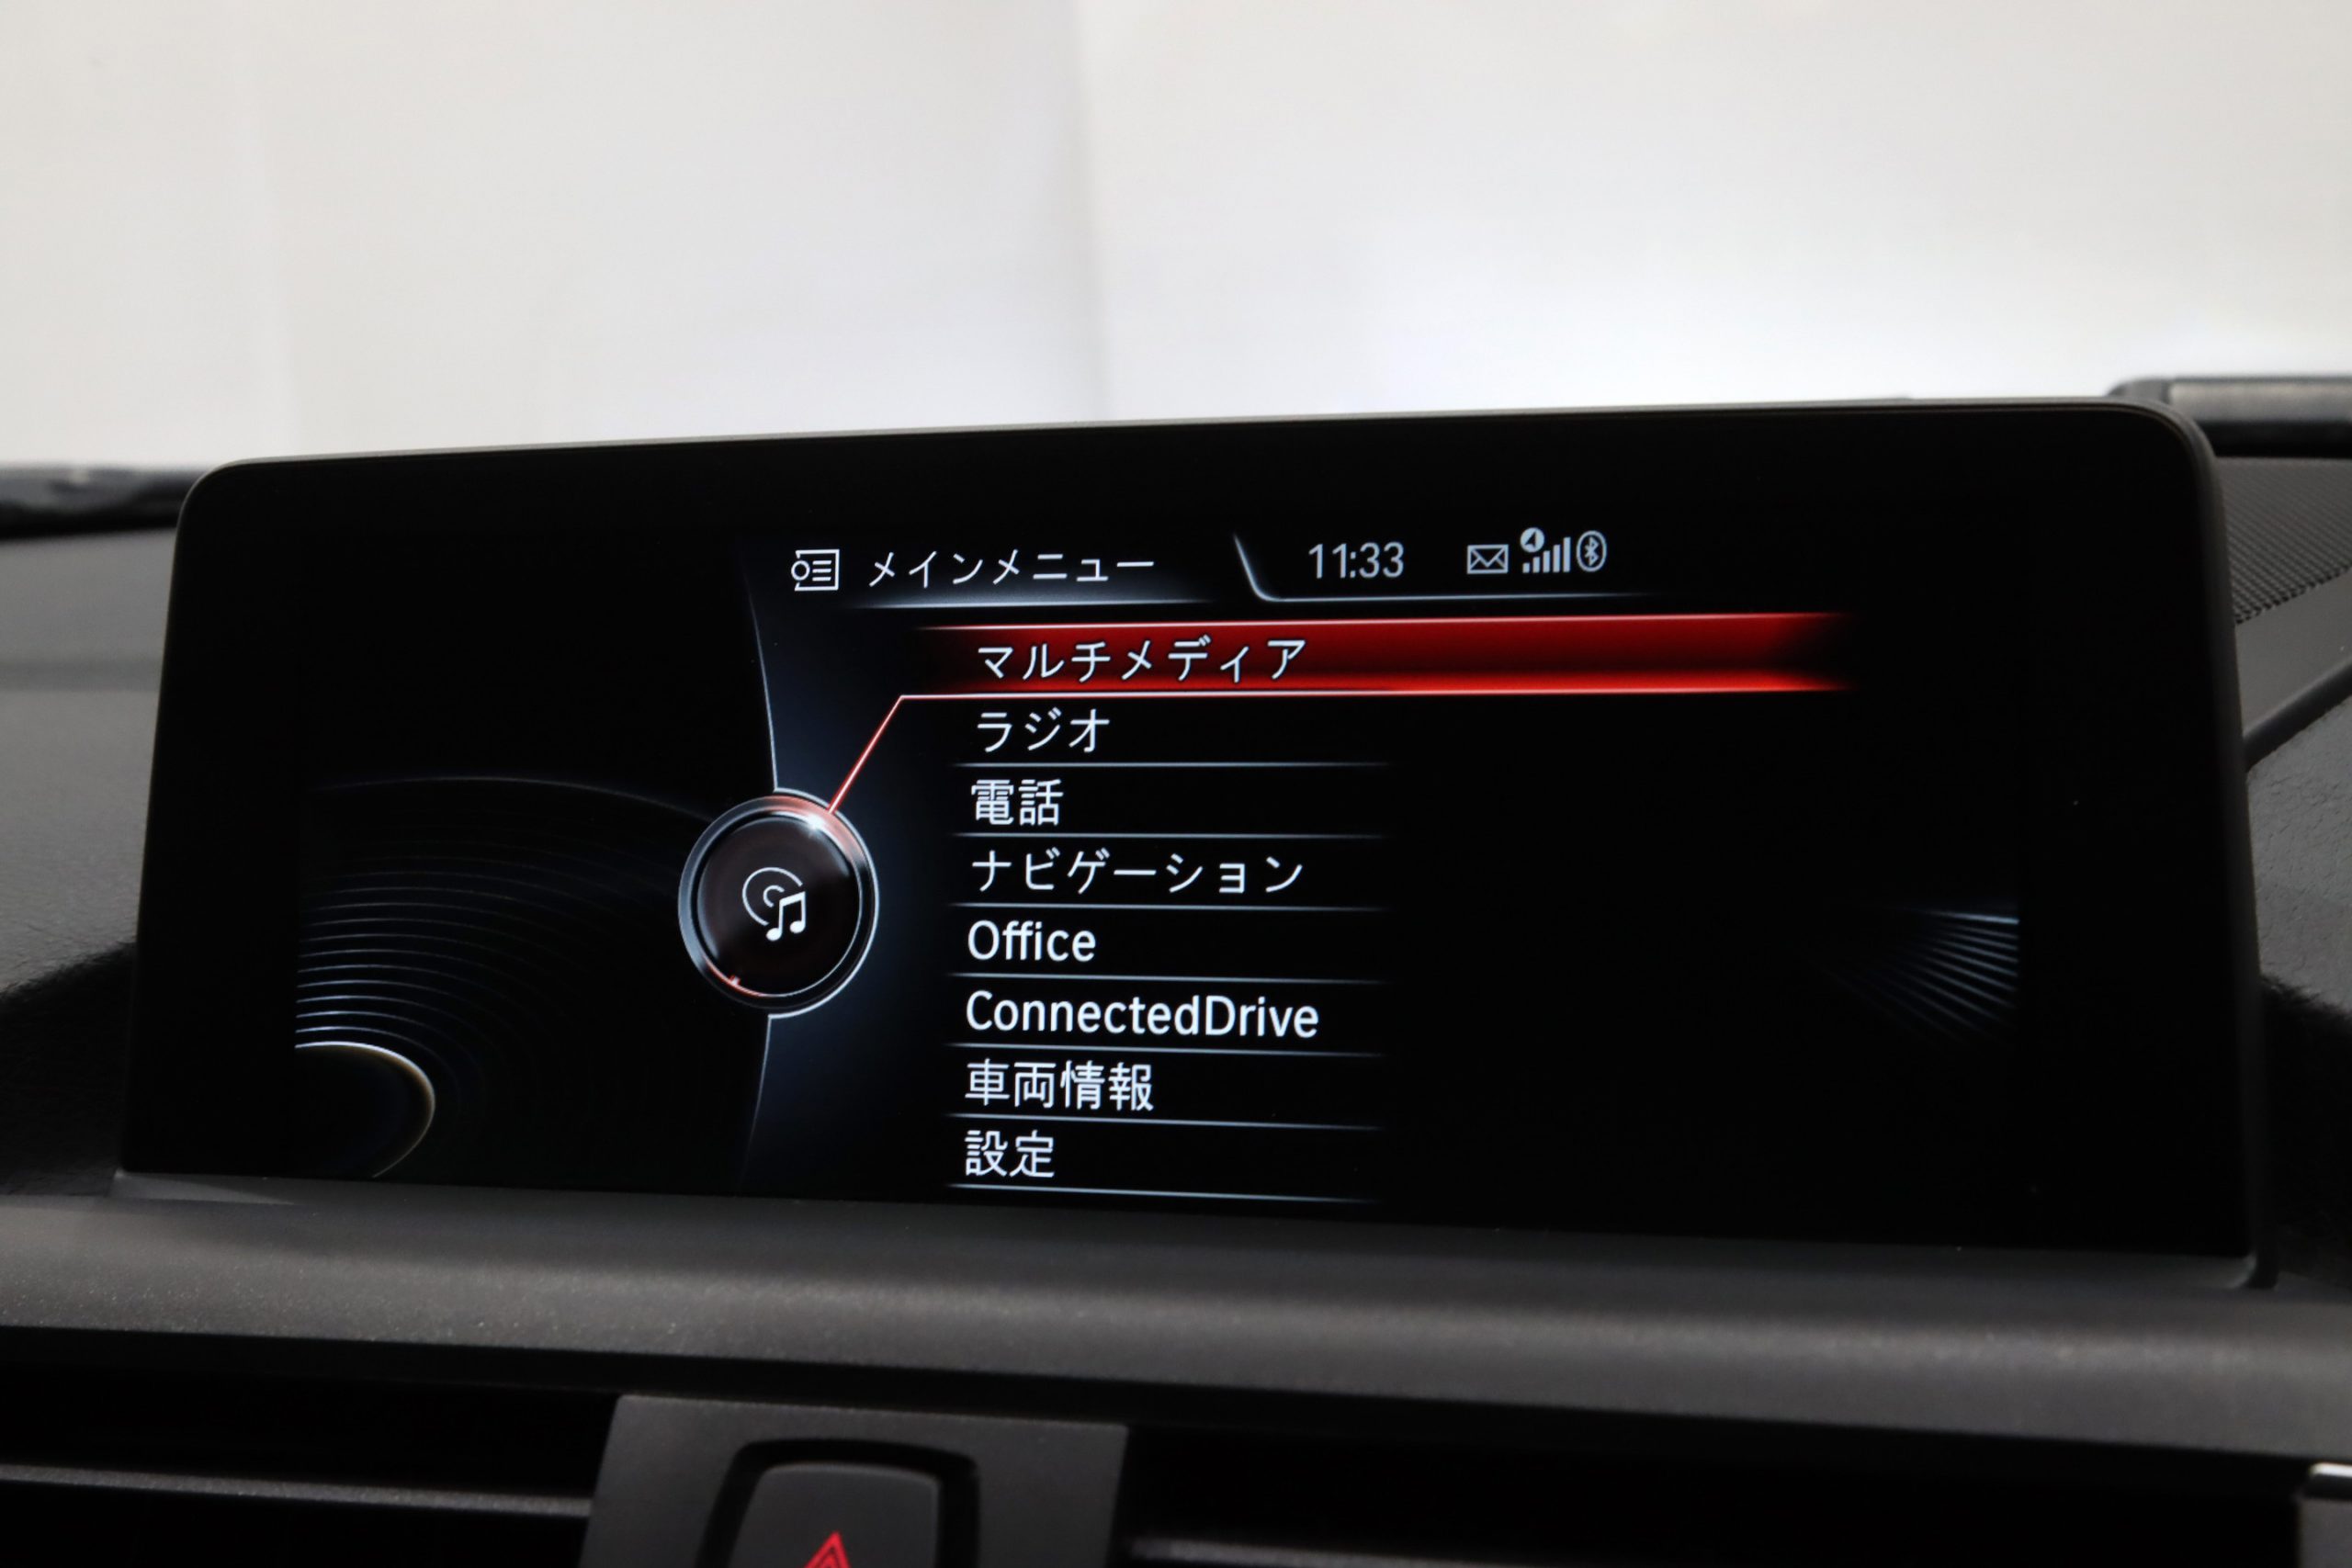 メインメニュー 11:33
マルチメディア
ラジオ
電話
ナビゲーション
Office
ConnectedDrive
車両情報
設定